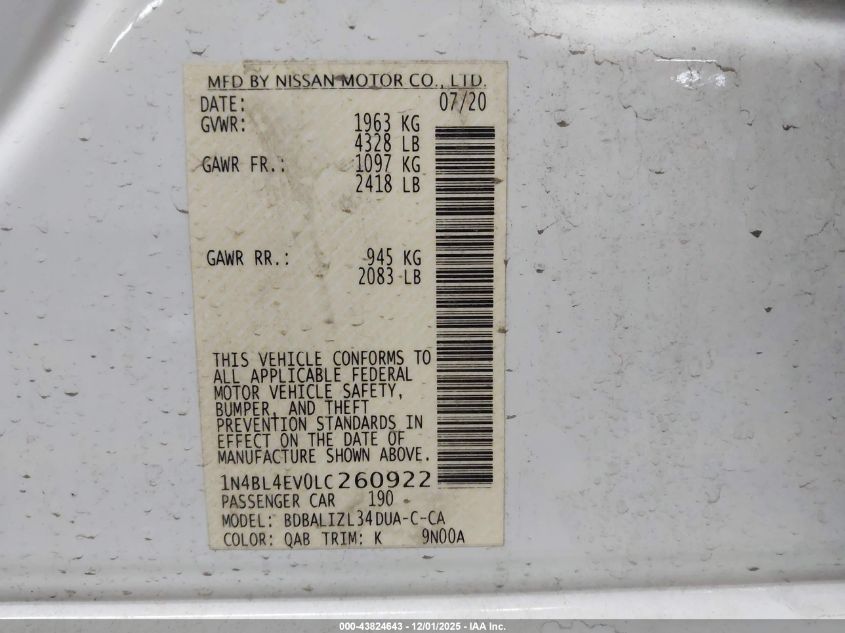 MFD BY NISSAN MOTOR CO., LTD.
DATE: 07/20
GVWR: 1963 KG
4328 LB
GAWR FR.: 1097 KG
2418 LB
GAWR RR.: 945 KG
2083 LB
THIS VEHICLE CONFORMS TO
ALL APPLICABLE FEDERAL
MOTOR VEHICLE SAFETY,
BUMPER, AND THEFT
PREVENTION STANDARDS IN
EFFECT ON THE DATE OF
MANUFACTURE SHOWN ABOVE.
1N4BL4EV0LC260922
PASSENGER CAR 190
MODEL: BDBALIZL34DUA-C-CA
COLOR: QAB TRIM: K 9N00A
000-43824643 - 12/01/2025 - IAA Inc.